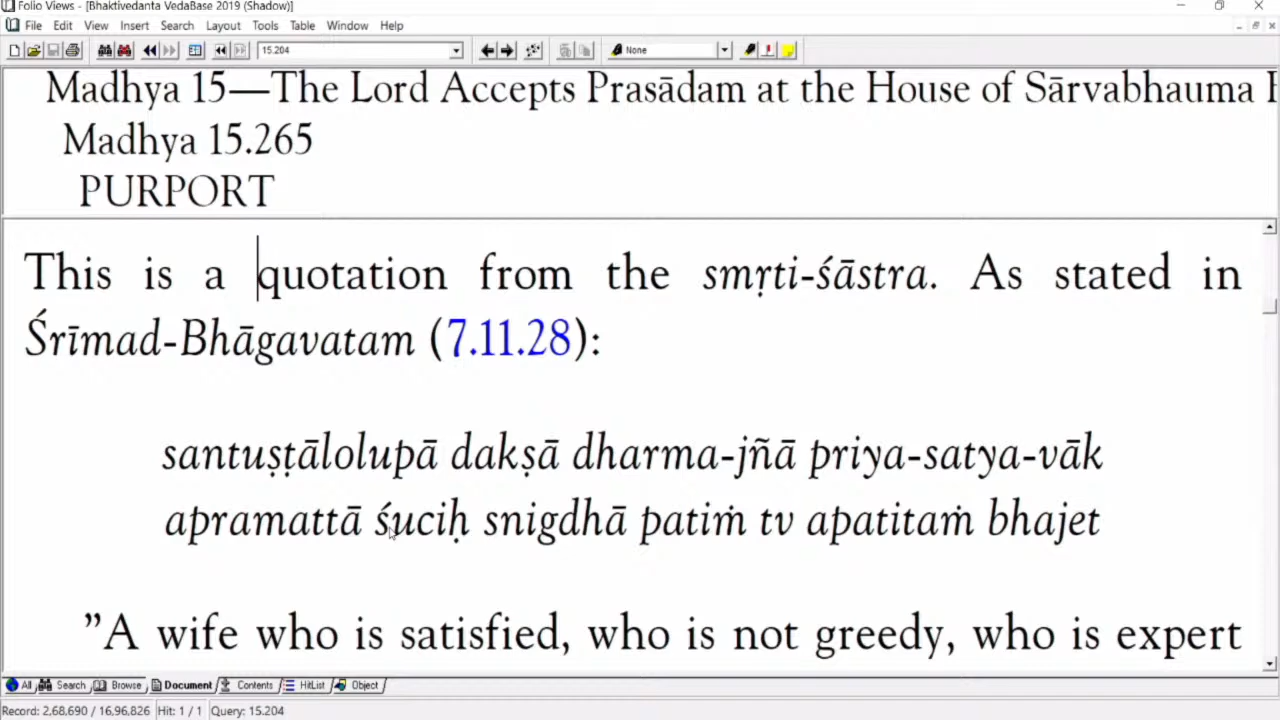 Folio Views - [Bhaktivedanta VedaBase 2019 (Shadow)]
File Edit View Insert Search Layout Tools Table Window Help
15.204 None
Madhya 15—The Lord Accepts Prasādam at the House of Sārvabhauma
Madhya 15.265
PURPORT
This is a quotation from the smṛti-śāstra. As stated in
Śrīmad-Bhāgavatam (7.11.28):
santuṣṭālolupā dakṣā dharma-jñā priya-satya-vāk
apramattā śuciḥ snigdhā patiṁ tv apatitaṁ bhajet
”A wife who is satisfied, who is not greedy, who is expert
All Search Browse Document Contents HitList Object
Record: 2,68,690 / 16,96,826 Hit: 1 / 1 Query: 15.204